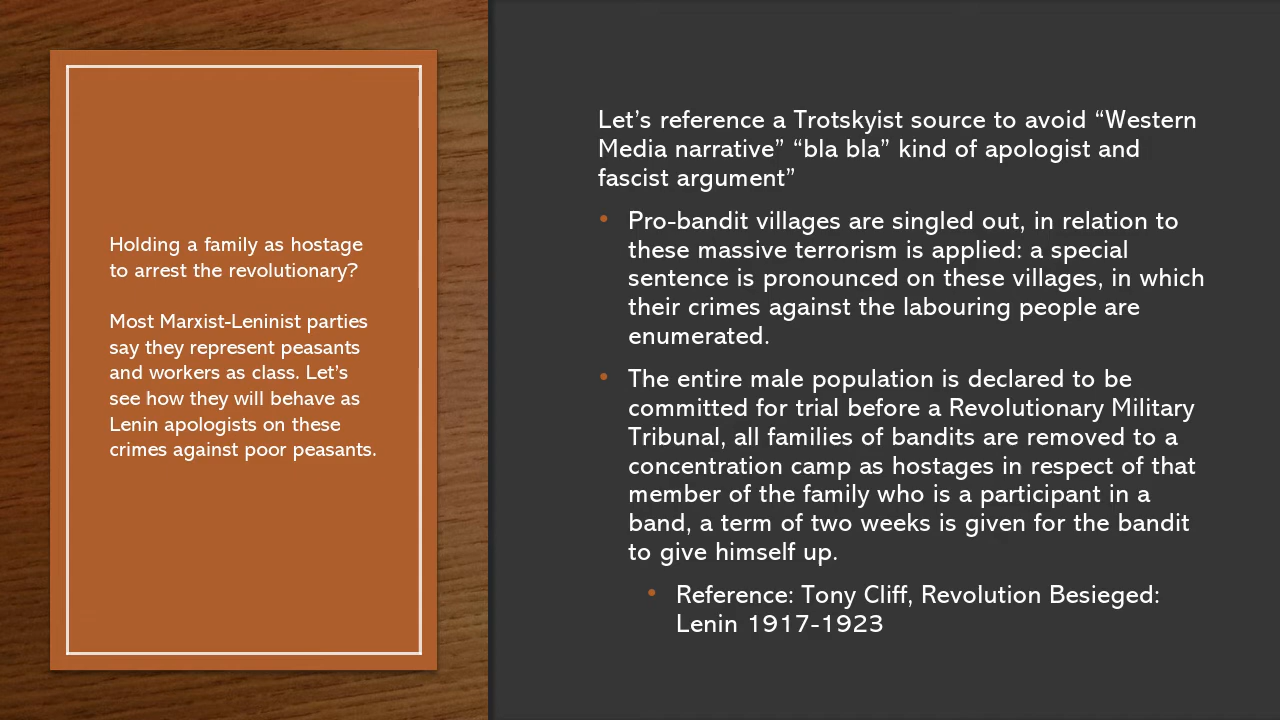 Holding a family as hostage
to arrest the revolutionary?
Most Marxist-Leninist parties
say they represent peasants
and workers as class. Let’s
see how they will behave as
Lenin apologists on these
crimes against poor peasants.
Let’s reference a Trotskyist source to avoid “Western
Media narrative” “bla bla” kind of apologist and
fascist argument”
• Pro-bandit villages are singled out, in relation to
these massive terrorism is applied: a special
sentence is pronounced on these villages, in which
their crimes against the labouring people are
enumerated.
• The entire male population is declared to be
committed for trial before a Revolutionary Military
Tribunal, all families of bandits are removed to a
concentration camp as hostages in respect of that
member of the family who is a participant in a
band, a term of two weeks is given for the bandit
to give himself up.
• Reference: Tony Cliff, Revolution Besieged:
Lenin 1917-1923